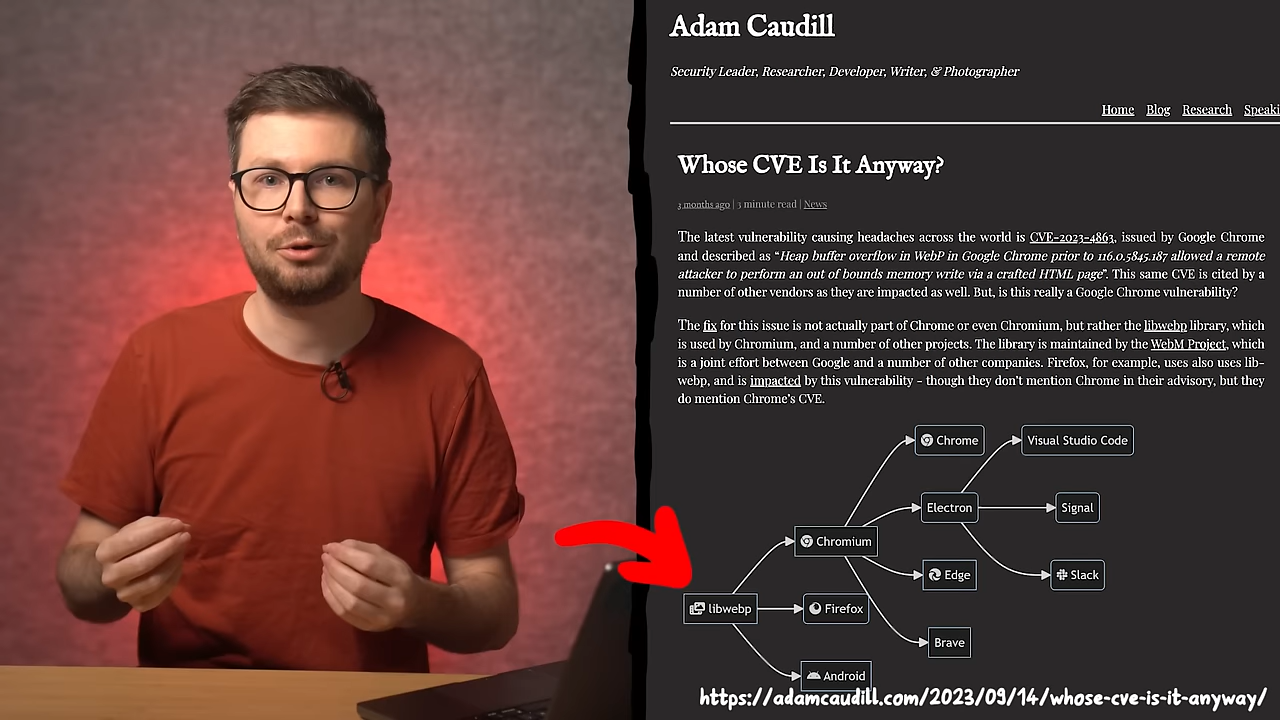 Adam Caudill
Security Leader, Researcher, Developer, Writer, & Photographer
Home Blog Research Speaki
Whose CVE Is It Anyway?
3 months ago | 3 minute read | News
The latest vulnerability causing headaches across the world is CVE-2023-4863, issued by Google Chrome
and described as “Heap buffer overflow in WebP in Google Chrome prior to 116.0.5845.187 allowed a remote
attacker to perform an out of bounds memory write via a crafted HTML page”. This same CVE is cited by a
number of other vendors as they are impacted as well. But, is this really a Google Chrome vulnerability?
The fix for this issue is not actually part of Chrome or even Chromium, but rather the libwebp library, which
is used by Chromium, and a number of other projects. The library is maintained by the WebM Project, which
is a joint effort between Google and a number of other companies. Firefox, for example, uses also uses lib-
webp, and is impacted by this vulnerability - though they don’t mention Chrome in their advisory, but they
do mention Chrome’s CVE.
Chrome
Visual Studio Code
Electron
Signal
Chromium
Edge
Slack
libwebp
Firefox
Brave
Android
https://adamcaudill.com/2023/09/14/whose-cve-is-it-anyway/